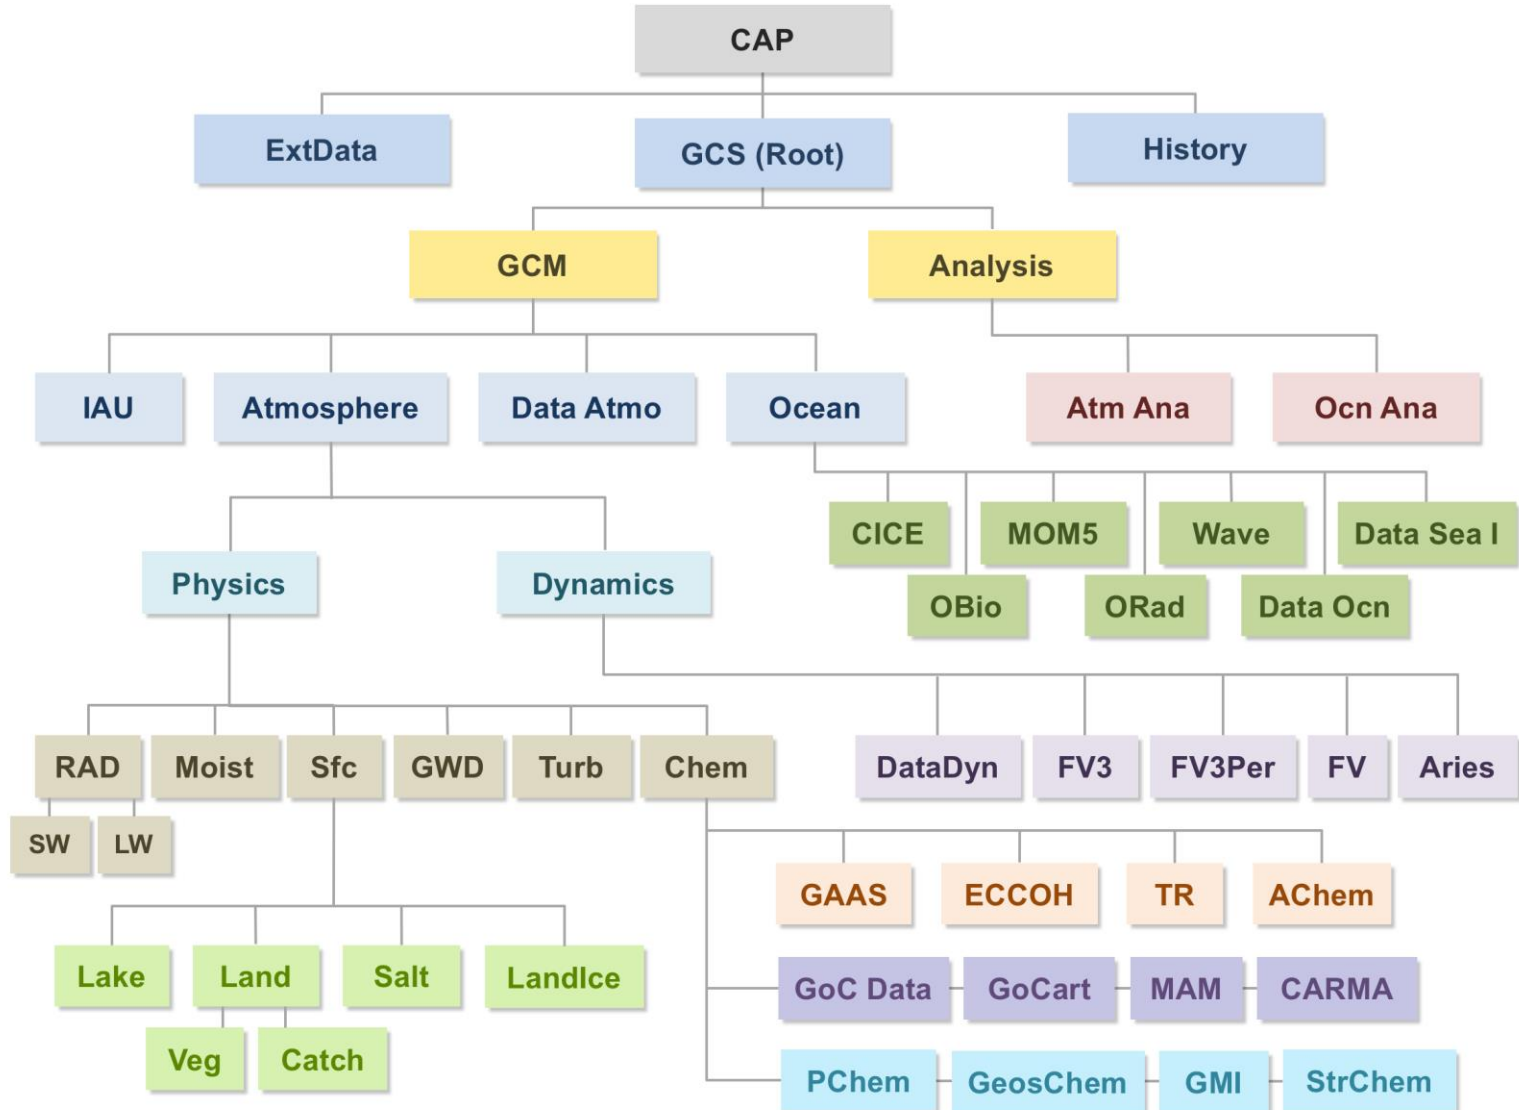 CAP
ExtData
GCS (Root)
History
GCM
Analysis
IAU
Atmosphere
Data Atmo
Ocean
Atm Ana
Ocn Ana
CICE
MOM5
Wave
Data Sea I
OBio
ORad
Data Ocn
Physics
Dynamics
RAD
Moist
Sfc
GWD
Turb
Chem
DataDyn
FV3
FV3Per
FV
Aries
SW
LW
GAAS
ECCOH
TR
AChem
Lake
Land
Salt
LandIce
GoC Data
GoCart
MAM
CARMA
Veg
Catch
PChem
GeosChem
GMI
StrChem